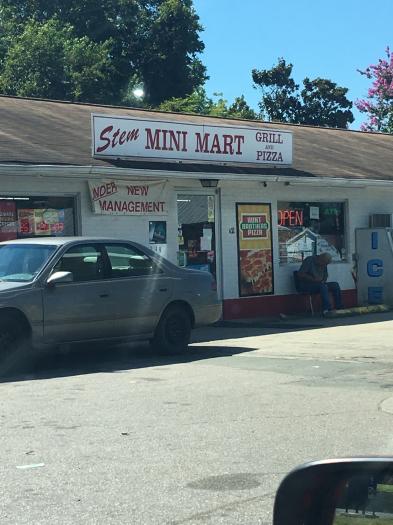 Stem MINI MART GRILL
AND
PIZZA
NDER NEW
MANAGEMENT
HUNT
BROTHERS
PIZZA
OPEN
ICE